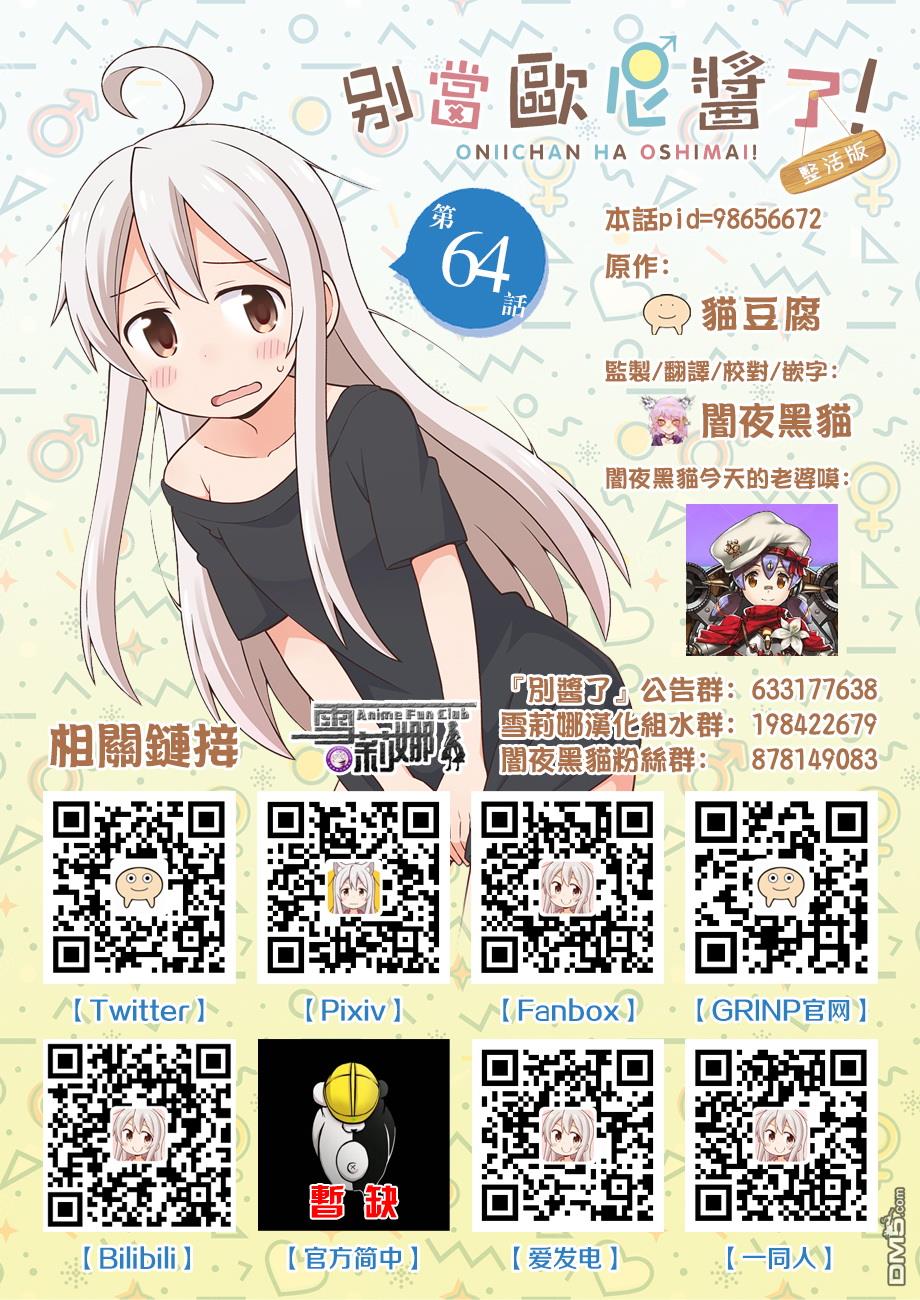 別當歐尼醬了!
ONIICHAN HA OSHIMAI!
整活版
第
64
話
本話pid=98656672
原作：
貓豆腐
監製/翻譯/校對/嵌字：
闇夜黑貓
闇夜黑貓今天的老婆嘆：
『別醬了』公告群：633177638
雪莉娜漢化組水群：198422679
闇夜黑貓粉絲群：878149083
相關鏈接
Anime Fun Club
雪莉娜
【Twitter】
【Pixiv】
【Fanbox】
【GRINP官网】
暫缺
【Bilibili】
【官方简中】
【爱发电】
【一同人】
DM5.com